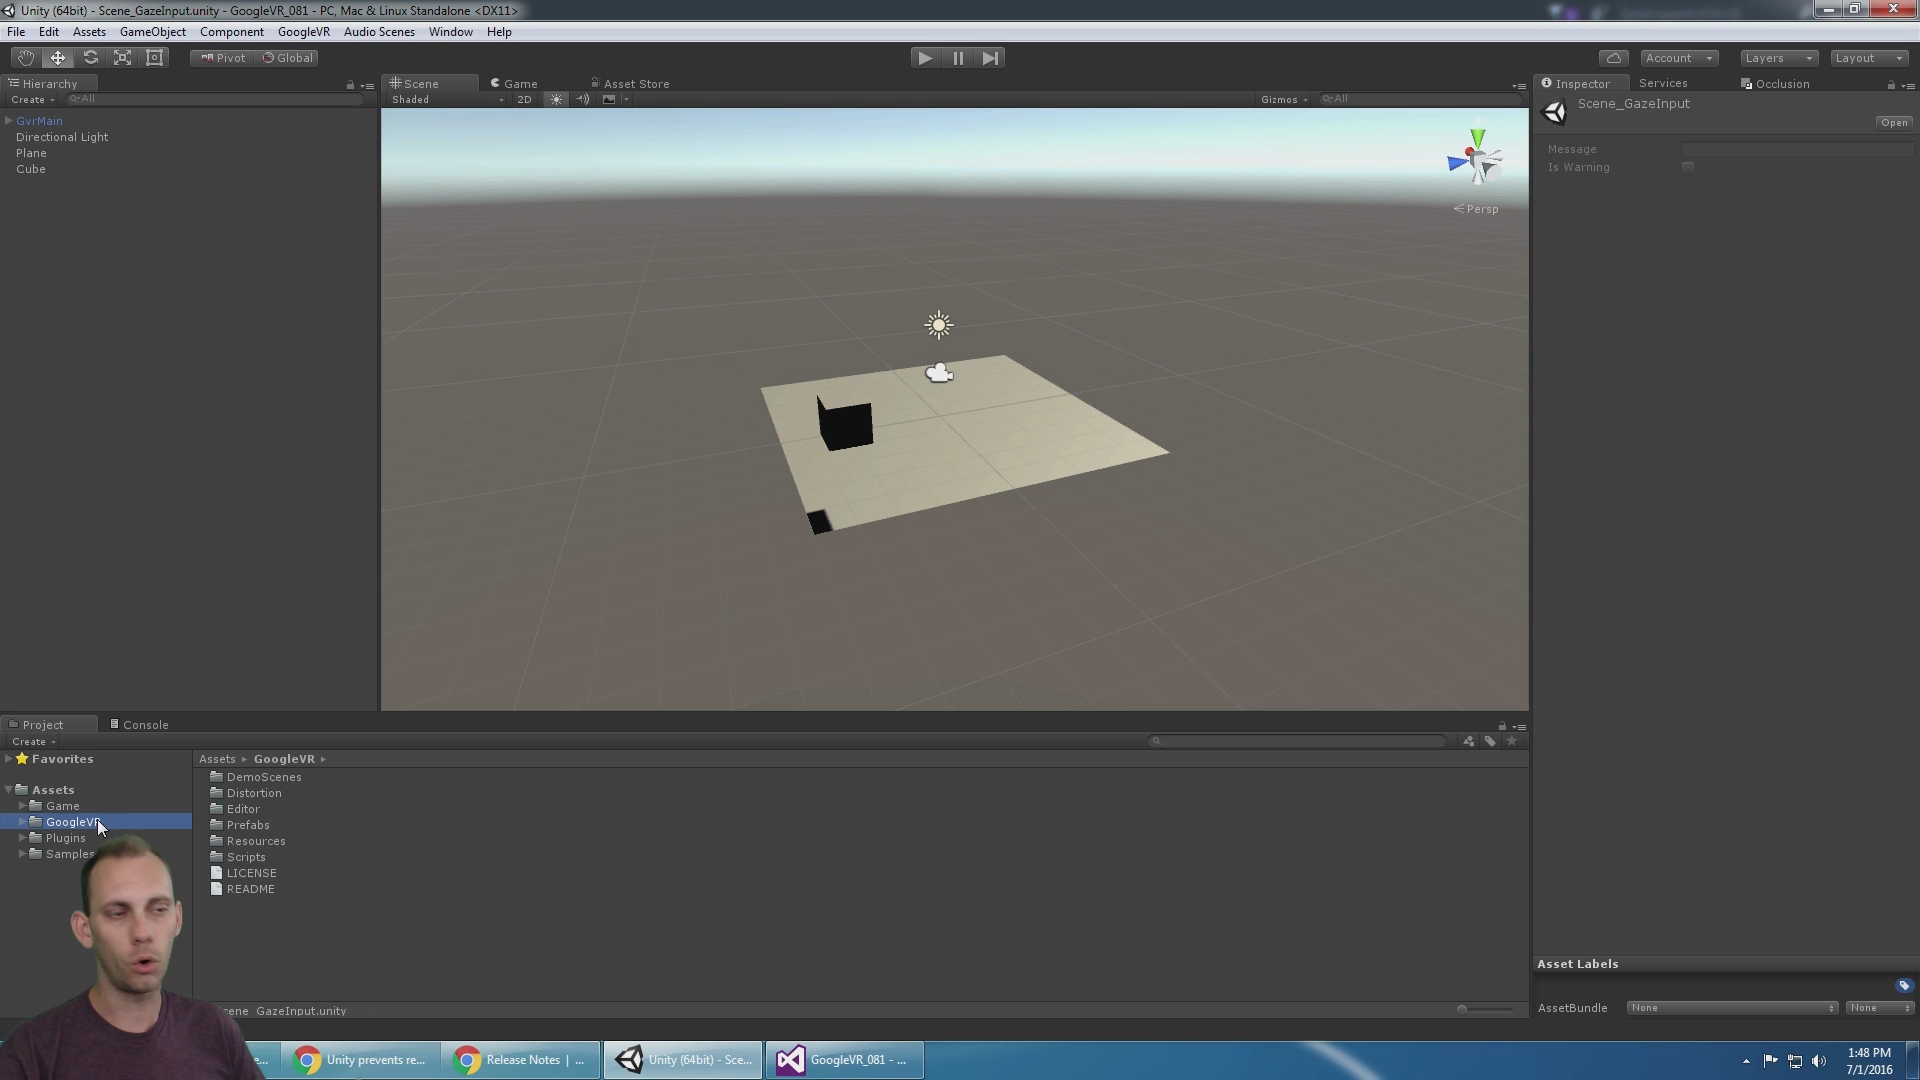 Unity (64bit) - Scene_GazeInput.unity - GoogleVR_081 - PC, Mac & Linux Standalone <DX11>
File Edit Assets GameObject Component GoogleVR Audio Scenes Window Help
Pivot Global Account Layers Layout
Hierarchy
Create All
GvrMain
Directional Light
Plane
Cube
Scene Game Asset Store
Shaded 2D Gizmos All
Persp
Inspector Services Occlusion
Scene_GazeInput
Open
Message
Is Warning
Project Console
Create
Favorites
Assets
Game
GoogleVR
Plugins
Samples
Assets GoogleVR
DemoScenes
Distortion
Editor
Prefabs
Resources
Scripts
LICENSE
README
GazeInput.unity
Asset Labels
AssetBundle None None
e... Unity prevents re... Release Notes | ... Unity (64bit) - Sce... GoogleVR_081 - ...
1:48 PM
7/1/2016